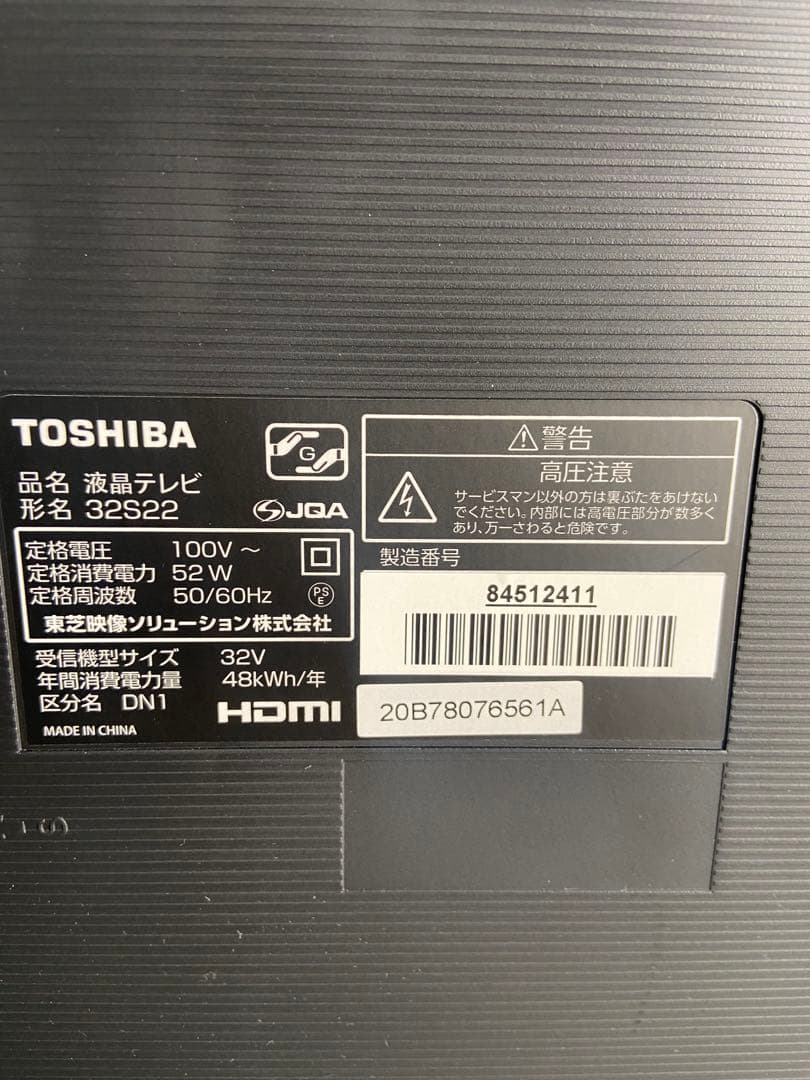 TOSHIBA
品名 液晶テレビ
形名 32S22
G
JQA
定格電圧 100V ～
定格消費電力 52W
定格周波数 50/60Hz
PS
E
東芝映像ソリューション株式会社
受信機型サイズ 32V
年間消費電力量 48kWh/年
区分名 DN1
HDMI
MADE IN CHINA
警告
高圧注意
サービスマン以外の方は裏ぶたをあけない
でください。内部には高電圧部分が数多く
あり、万一さわると危険です。
製造番号
84512411
20B78076561A